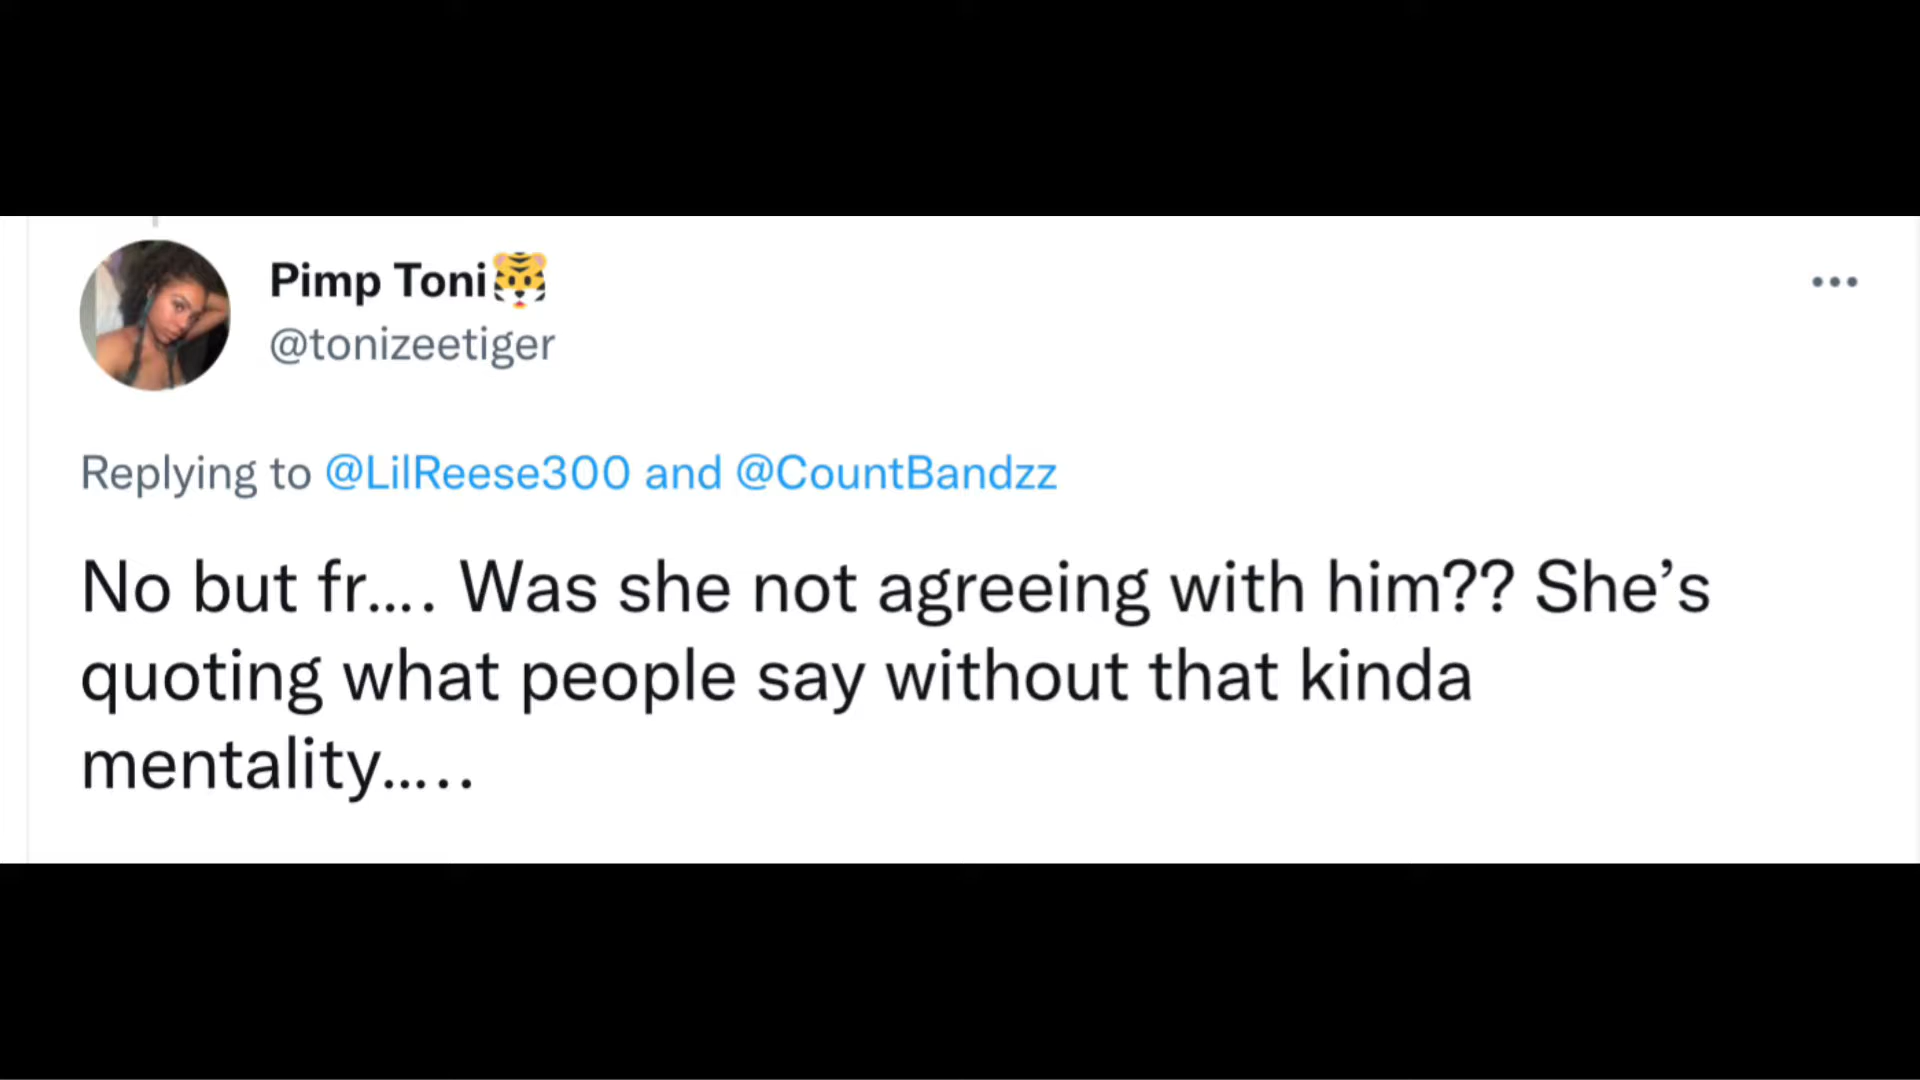 Pimp Toni🐯
@tonizeetiger
Replying to @LilReese300 and @CountBandzz
No but fr.... Was she not agreeing with him?? She’s
quoting what people say without that kinda
mentality.....